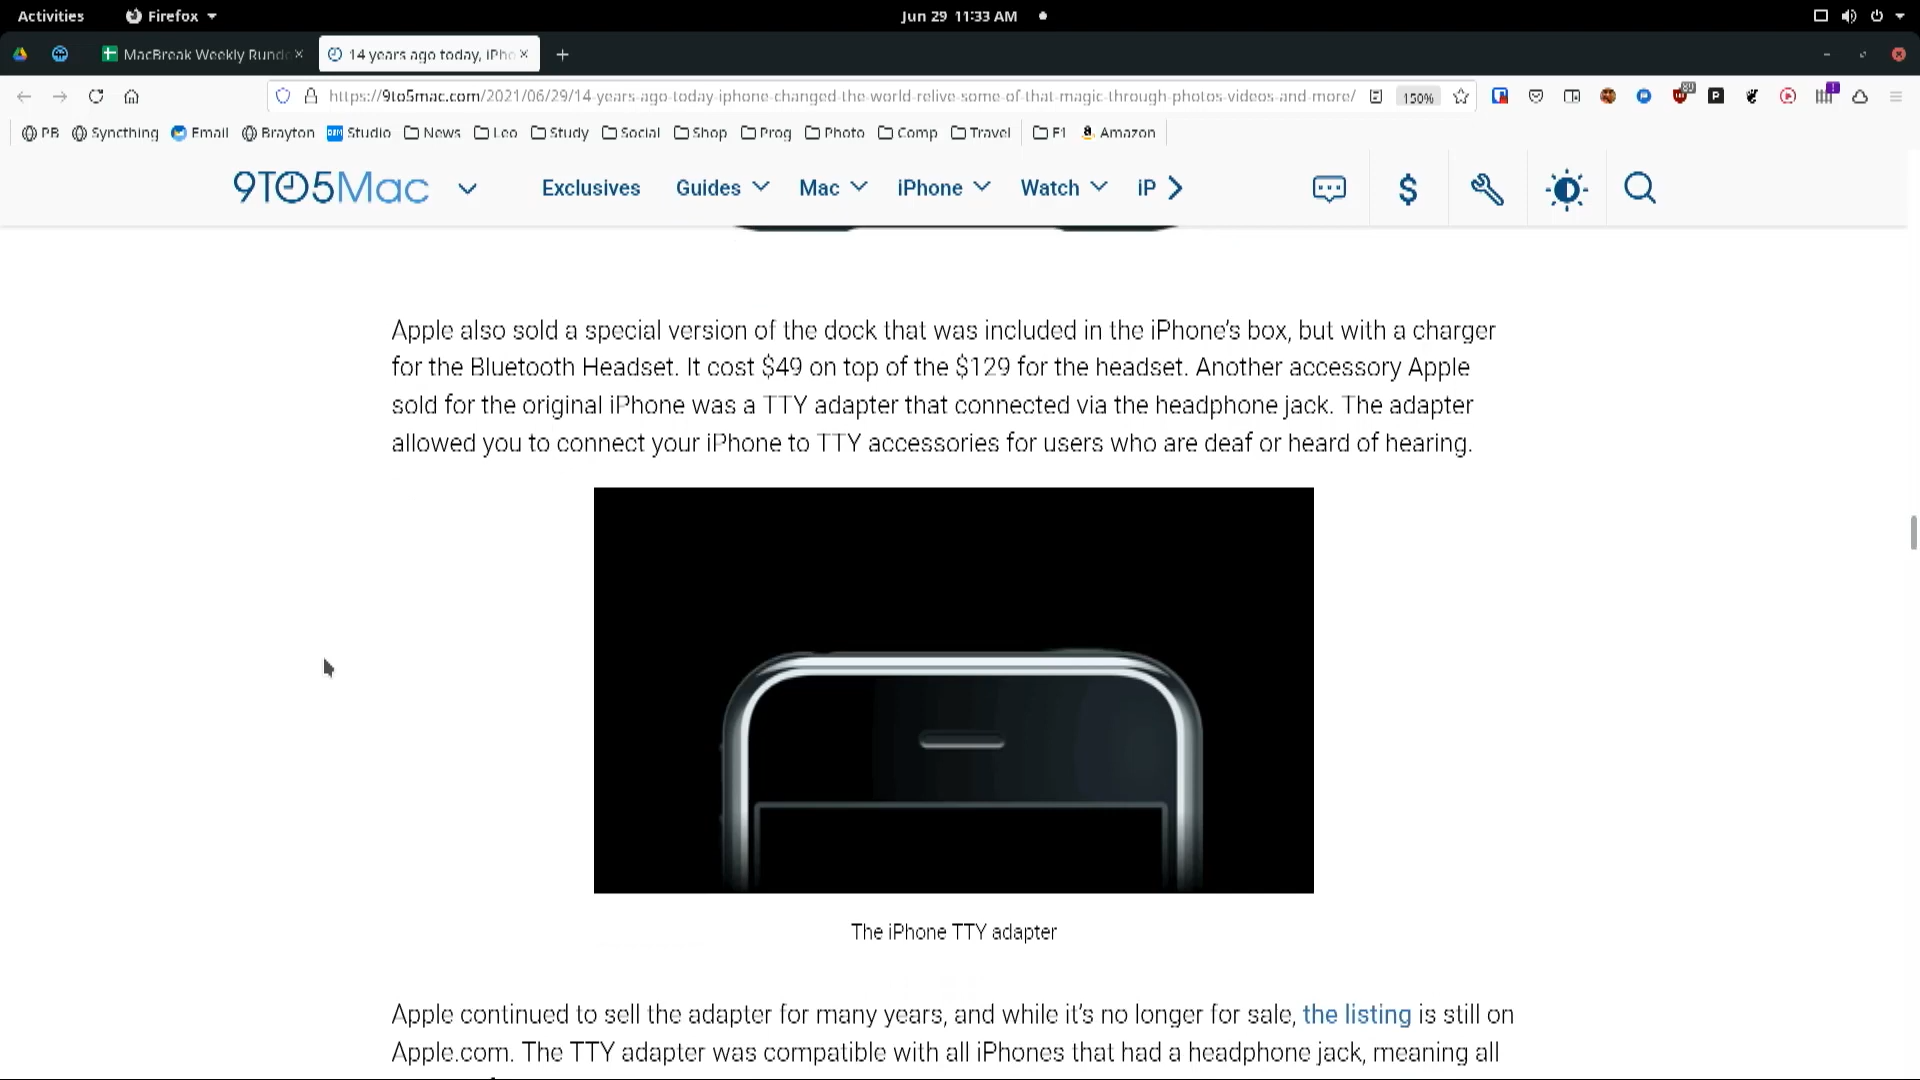 Activities Firefox Jun 29 11:33 AM
MacBreak Weekly Rund 14 years ago today, iPho
https://9to5mac.com/2021/06/29/14-years-ago-today-iphone-changed-the-world-relive-some-of-that-magic-through-photos-videos-and-more/ 150%
PB Syncthing Email Brayton Studio News Leo Study Social Shop Prog Photo Comp Travel F1 Amazon
9TO5Mac Exclusives Guides Mac iPhone Watch iP
Apple also sold a special version of the dock that was included in the iPhone's box, but with a charger
for the Bluetooth Headset. It cost $49 on top of the $129 for the headset. Another accessory Apple
sold for the original iPhone was a TTY adapter that connected via the headphone jack. The adapter
allowed you to connect your iPhone to TTY accessories for users who are deaf or heard of hearing.
The iPhone TTY adapter
Apple continued to sell the adapter for many years, and while it's no longer for sale, the listing is still on
Apple.com. The TTY adapter was compatible with all iPhones that had a headphone jack, meaning all